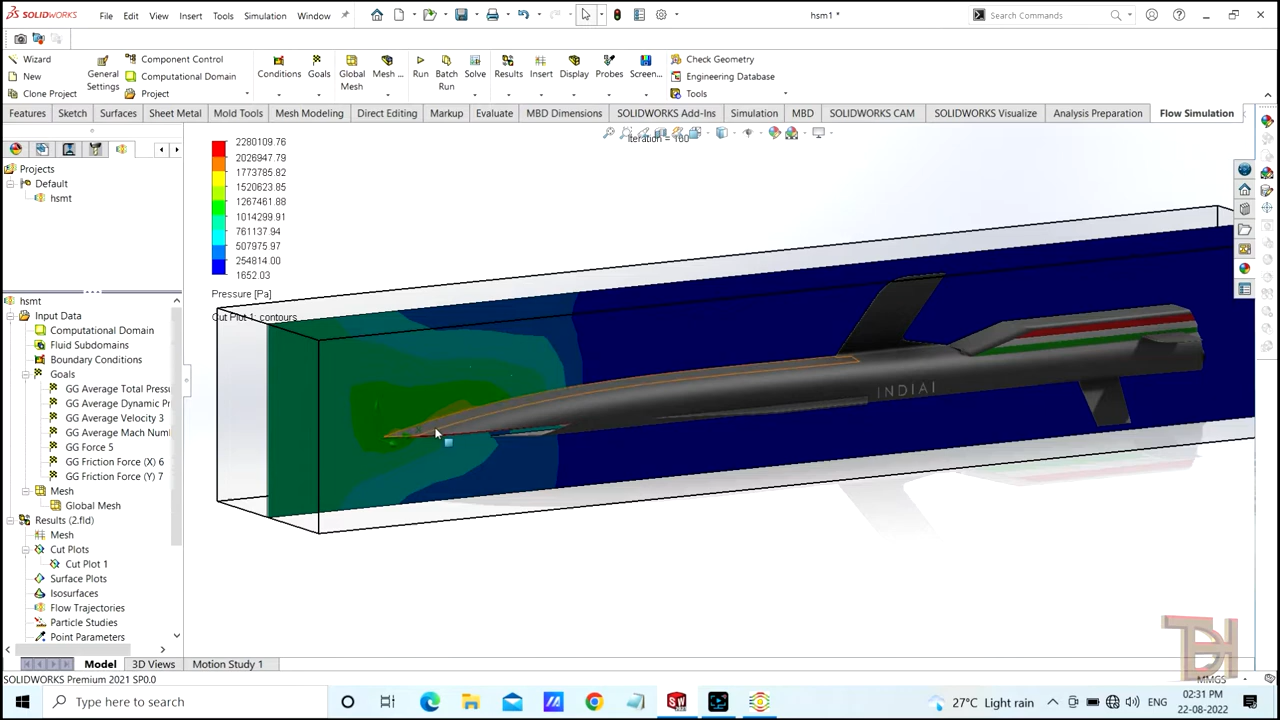 SOLIDWORKS File Edit View Insert Tools Simulation Window hsm1 * Search Commands
Wizard Component Control Check Geometry
New Computational Domain Engineering Database
Clone Project Project Tools
General Settings Conditions Goals Global Mesh Mesh ... Run Batch Run Solve Results Insert Display Probes Screen...
Features Sketch Surfaces Sheet Metal Mold Tools Mesh Modeling Direct Editing Markup Evaluate MBD Dimensions SOLIDWORKS Add-Ins Simulation MBD SOLIDWORKS CAM SOLIDWORKS Visualize Analysis Preparation Flow Simulation
Iteration = 160
Projects
Default
hsmt
2280109.76
2026947.79
1773785.82
1520623.85
1267461.88
1014299.91
761137.94
507975.97
254814.00
1652.03
Pressure [Pa]
Cut Plot 1: contours
hsmt
Input Data
Computational Domain
Fluid Subdomains
Boundary Conditions
Goals
GG Average Total Press
GG Average Dynamic Pr
GG Average Velocity 3
GG Average Mach Num
GG Force 5
GG Friction Force (X) 6
GG Friction Force (Y) 7
Mesh
Global Mesh
Results (2.fld)
Mesh
Cut Plots
Cut Plot 1
Surface Plots
Isosurfaces
Flow Trajectories
Particle Studies
Point Parameters
INDIA
Model 3D Views Motion Study 1
SOLIDWORKS Premium 2021 SP0.0 MMGS
Type here to search 27°C Light rain ENG 02:31 PM
22-08-2022